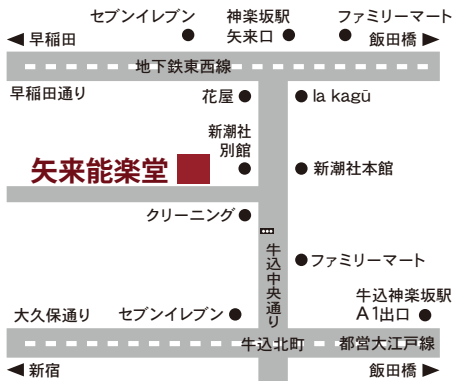 セブンイレブン
神楽坂駅
矢来口
ファミリーマート
早稲田
飯田橋
地下鉄東西線
早稲田通り
花屋
la kagū
新潮社
別館
矢来能楽堂
新潮社本館
クリーニング
牛込中央通り
ファミリーマート
牛込神楽坂駅
A1出口
大久保通り
セブンイレブン
牛込北町
都営大江戸線
新宿
飯田橋